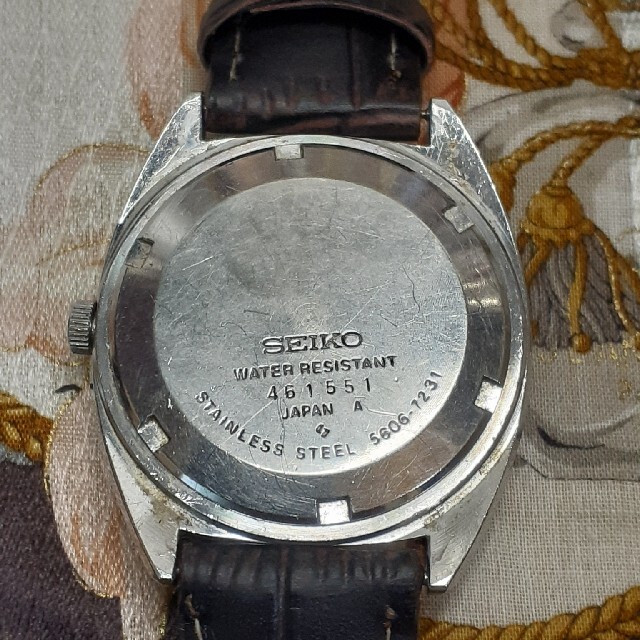 SEIKO
WATER RESISTANT
461551
JAPAN A
STAINLESS STEEL 5606-7231